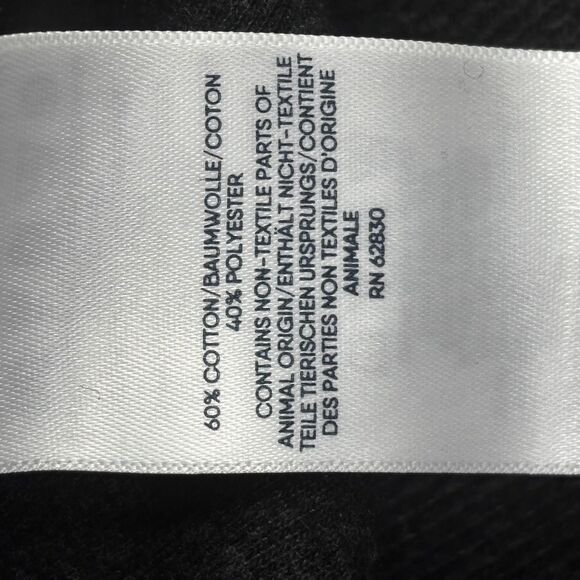 60% COTTON/BAUMWOLLE/COTON
40% POLYESTER
CONTAINS NON-TEXTILE PARTS OF
ANIMAL ORIGIN/ENTHÄLT NICHT-TEXTILE
TEILE TIERISCHEN URSPRUNGS/CONTIENT
DES PARTIES NON TEXTILES D'ORIGINE
ANIMALE
RN 62830